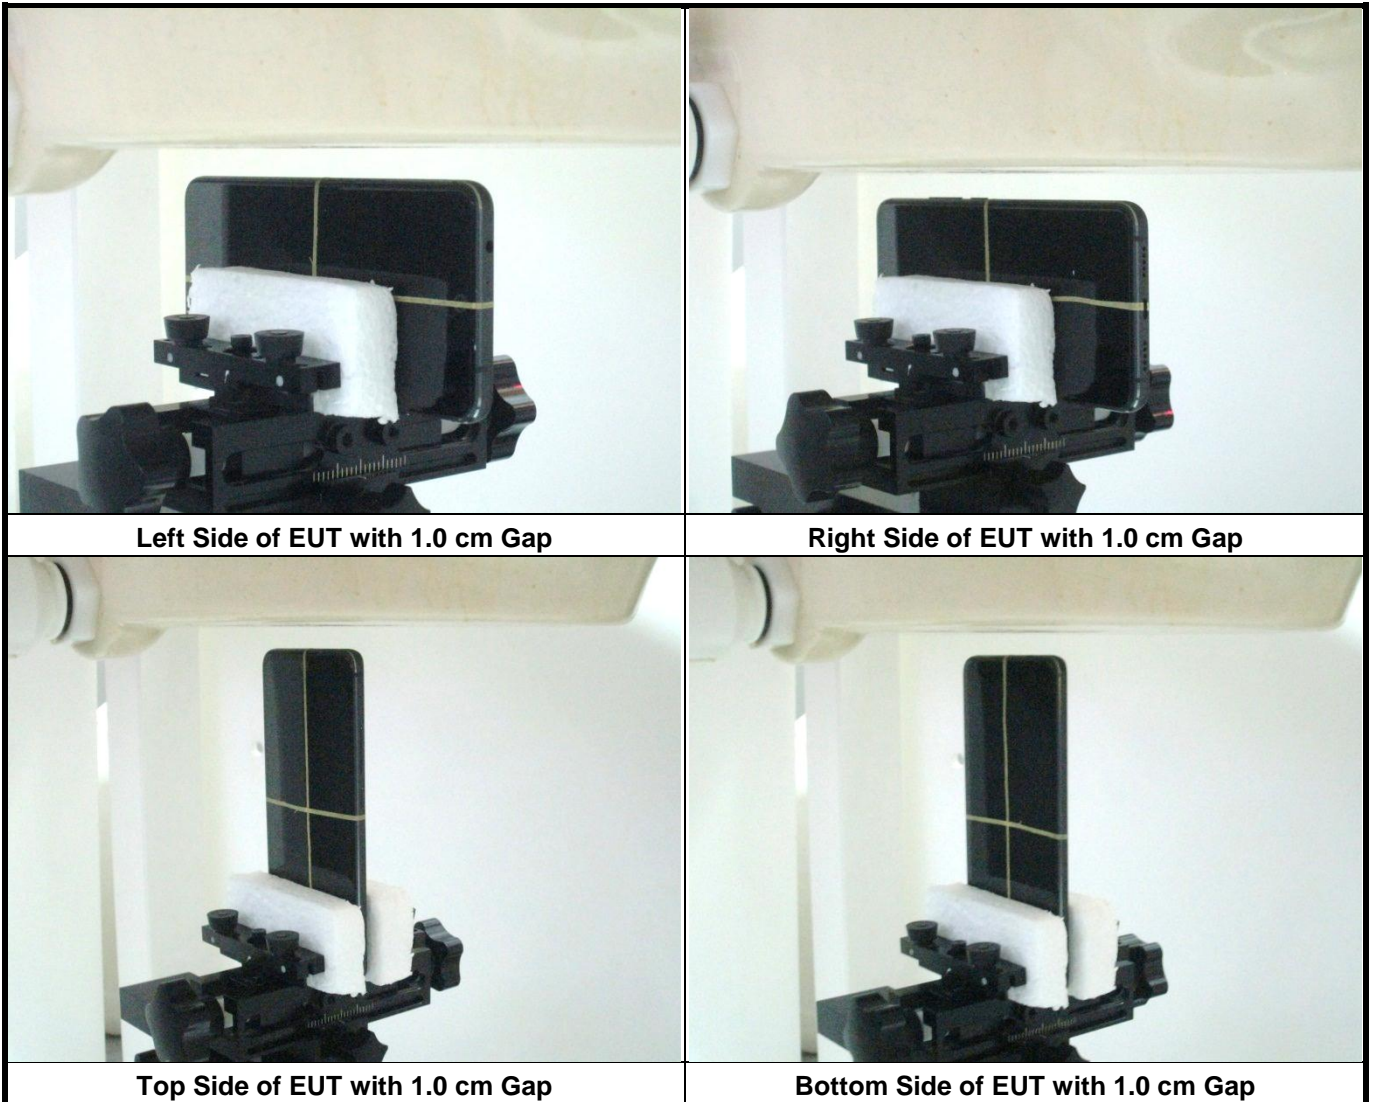 Left Side of EUT with 1.0 cm Gap
Right Side of EUT with 1.0 cm Gap
Top Side of EUT with 1.0 cm Gap
Bottom Side of EUT with 1.0 cm Gap